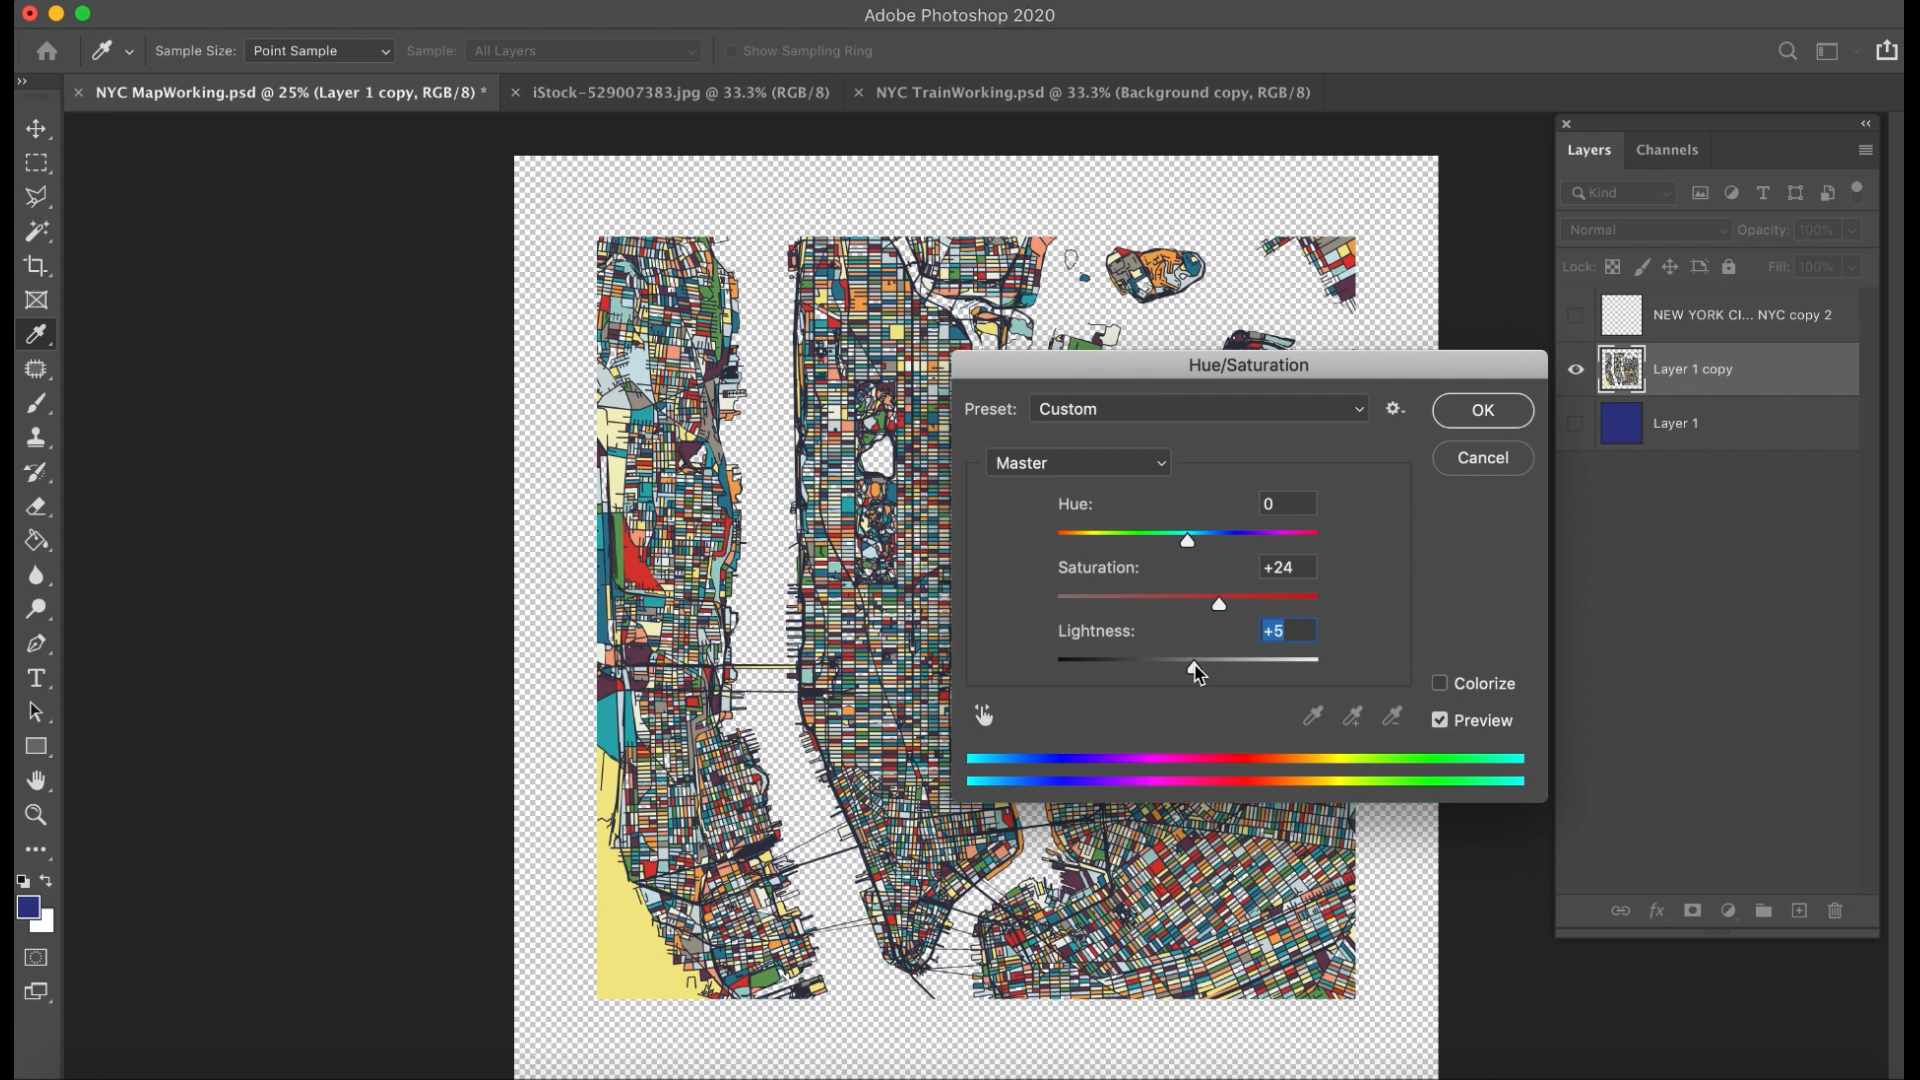 Adobe Photoshop 2020
Sample Size: Point Sample Sample: All Layers Show Sampling Ring
NYC MapWorking.psd @ 25% (Layer 1 copy, RGB/8) *
iStock-529007383.jpg @ 33.3% (RGB/8)
NYC TrainWorking.psd @ 33.3% (Background copy, RGB/8)
Layers Channels
Kind
Normal Opacity: 100%
Lock: Fill: 100%
NEW YORK CI... NYC copy 2
Layer 1 copy
Layer 1
fx
Hue/Saturation
Preset: Custom
OK
Cancel
Master
Hue: 0
Saturation: +24
Lightness: +5
Colorize
Preview